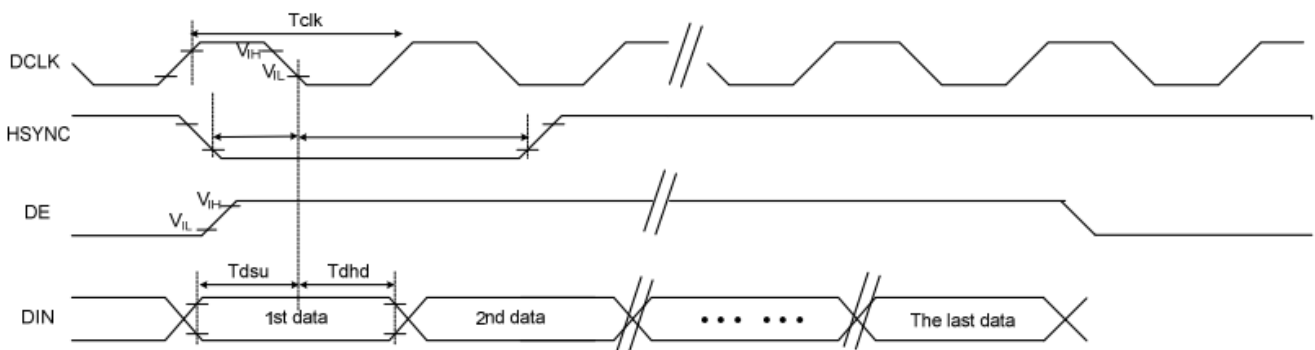 Tclk
DCLK
VIH
VIL
HSYNC
DE
VIH
VIL
Tdsu
Tdhd
DIN
1st data
2nd data
••• •••
The last data